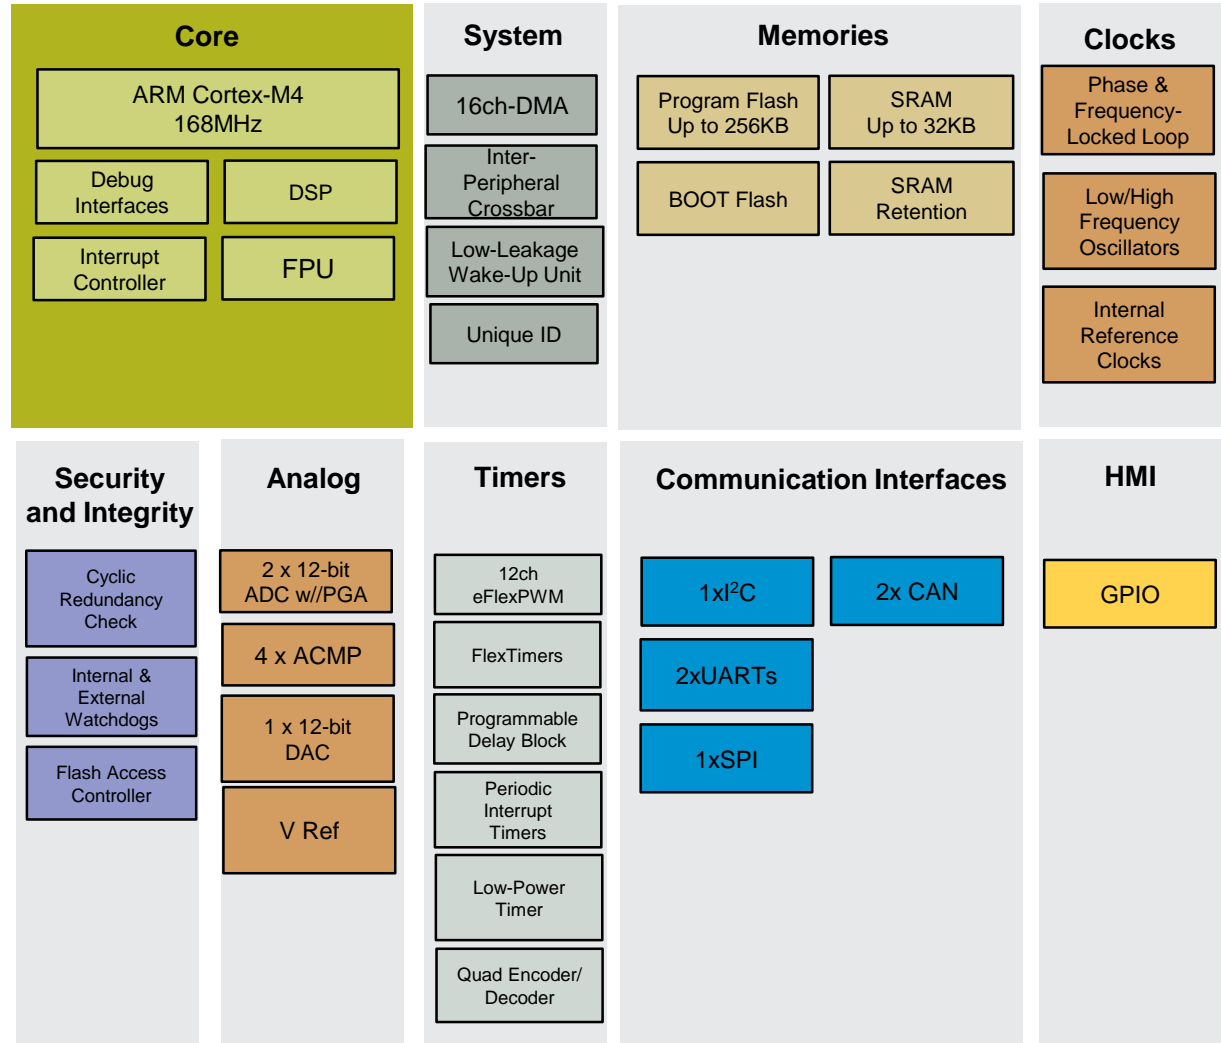 Core
ARM Cortex-M4
168MHz
Debug
Interfaces
DSP
Interrupt
Controller
FPU
System
16ch-DMA
Inter-
Peripheral
Crossbar
Low-Leakage
Wake-Up Unit
Unique ID
Memories
Program Flash
Up to 256KB
SRAM
Up to 32KB
BOOT Flash
SRAM
Retention
Clocks
Phase &
Frequency-
Locked Loop
Low/High
Frequency
Oscillators
Internal
Reference
Clocks
Security
and Integrity
Cyclic
Redundancy
Check
Internal &
External
Watchdogs
Flash Access
Controller
Analog
2 x 12-bit
ADC w//PGA
4 x ACMP
1 x 12-bit
DAC
V Ref
Timers
12ch
eFlexPWM
FlexTimers
Programmable
Delay Block
Periodic
Interrupt
Timers
Low-Power
Timer
Quad Encoder/
Decoder
Communication Interfaces
1xI²C
2x CAN
2xUARTs
1xSPI
HMI
GPIO